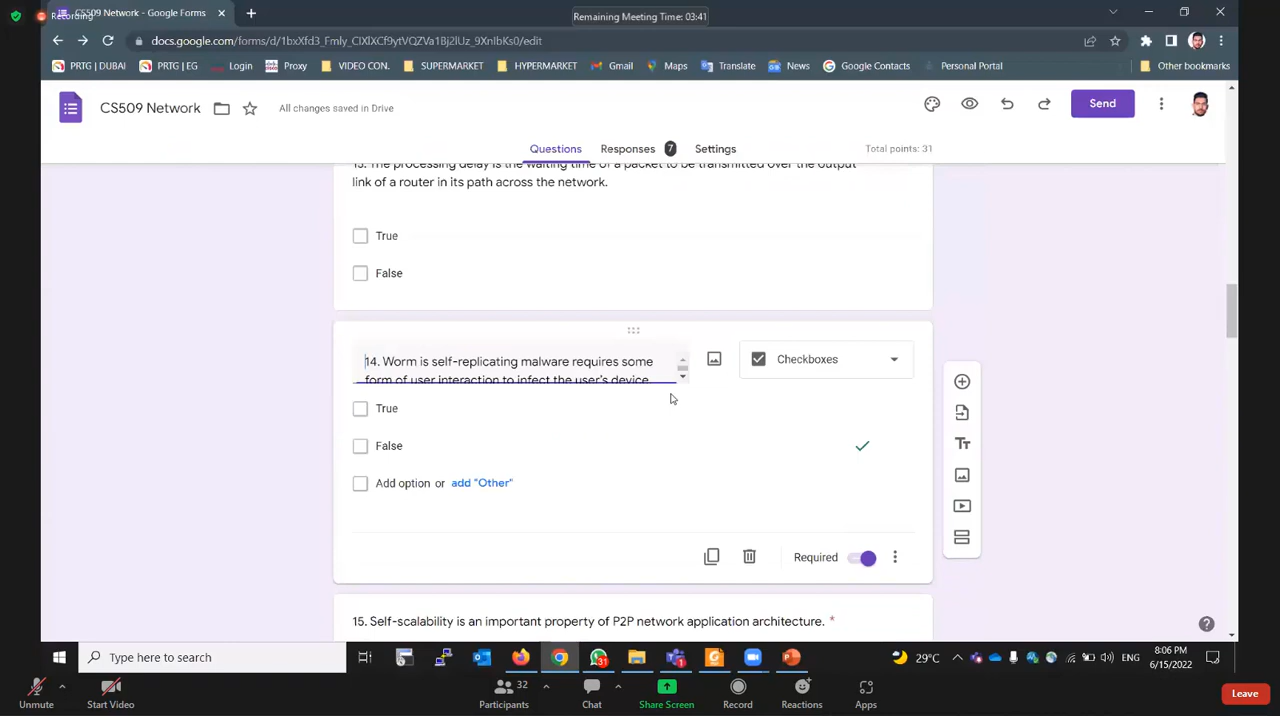 Recording
CS509 Network - Google Forms
Remaining Meeting Time: 03:41
PRTG | DUBAI
PRTG | EG
Login
Proxy
VIDEO CON.
SUPERMARKET
HYPERMARKET
Gmail
Maps
Translate
News
Google Contacts
Personal Portal
Other bookmarks
CS509 Network
All changes saved in Drive
Send
Questions
Responses 7
Settings
Total points: 31
13. The processing delay is the waiting time of a packet to be transmitted over the output
link of a router in its path across the network.
True
False
14. Worm is self-replicating malware requires some
form of user interaction to infect the user's device
Checkboxes
True
False
Add option or add "Other"
Required
15. Self-scalability is an important property of P2P network application architecture. *
Type here to search
31
1
29°C
ENG
8:06 PM
6/15/2022
Unmute
Start Video
32
Participants
Chat
Share Screen
Record
Reactions
Apps
Leave